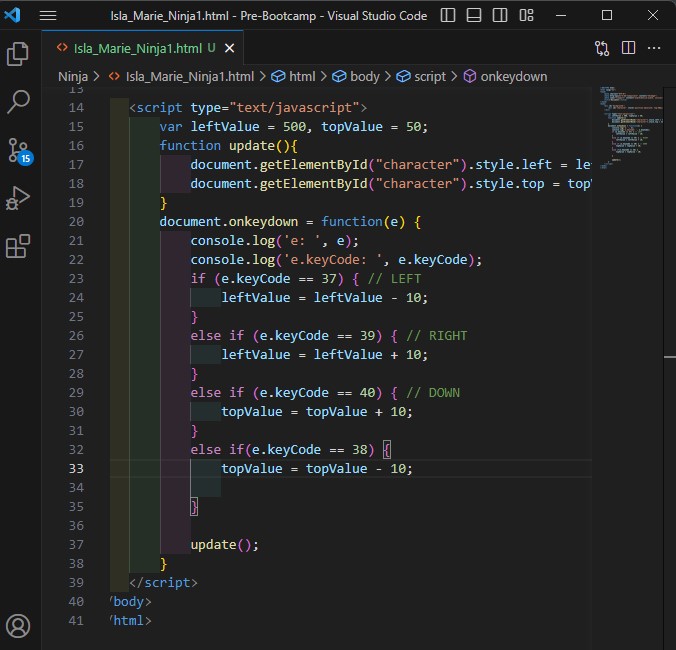 Isla_Marie_Ninja1.html - Pre-Bootcamp - Visual Studio Code
Isla_Marie_Ninja1.html U
Ninja > Isla_Marie_Ninja1.html > html > body > script > onkeydown
15
13
14 <script type="text/javascript">
15 var leftValue = 500, topValue = 50;
16 function update(){
17 document.getElementById("character").style.left = le
18 document.getElementById("character").style.top = top
19 }
20 document.onkeydown = function(e) {
21 console.log('e: ', e);
22 console.log('e.keyCode: ', e.keyCode);
23 if (e.keyCode == 37) { // LEFT
24 leftValue = leftValue - 10;
25 }
26 else if (e.keyCode == 39) { // RIGHT
27 leftValue = leftValue + 10;
28 }
29 else if (e.keyCode == 40) { // DOWN
30 topValue = topValue + 10;
31 }
32 else if(e.keyCode == 38) {
33 topValue = topValue - 10;
34
35 }
36
37 update();
38 }
39 </script>
40 /body>
41 /html>